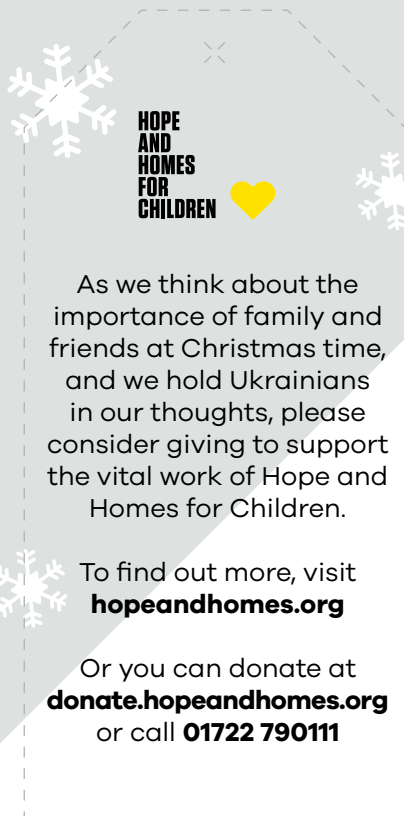 HOPE
AND
HOMES
FOR
CHILDREN
As we think about the
importance of family and
friends at Christmas time,
and we hold Ukrainians
in our thoughts, please
consider giving to support
the vital work of Hope and
Homes for Children.
To find out more, visit
hopeandhomes.org
Or you can donate at
donate.hopeandhomes.org
or call 01722 790111